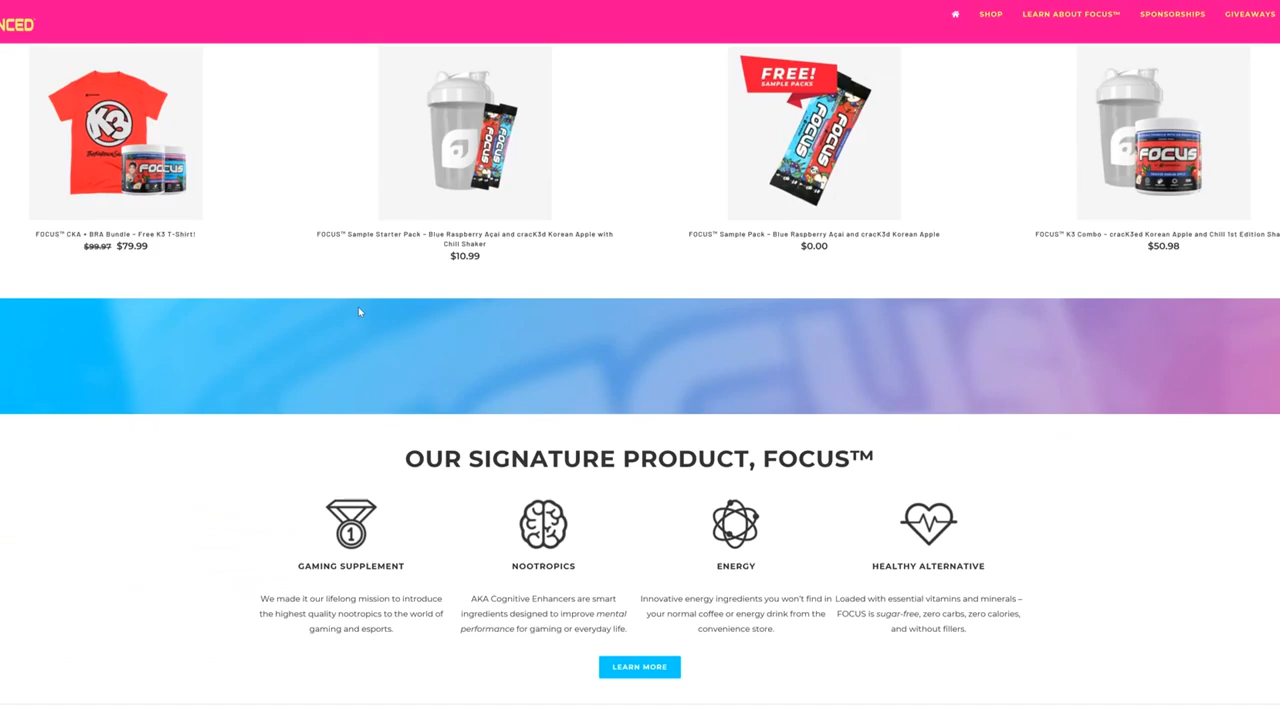 NCED
SHOP
LEARN ABOUT FOCUS™
SPONSORSHIPS
GIVEAWAYS
K3
FOCUS
FOCUS FOCUS
FREE!
SAMPLE PACKS
FOCUS FOCUS
FOCUS
FOCUS™ CKA + BRA Bundle – Free K3 T-Shirt!
$99.97 $79.99
FOCUS™ Sample Starter Pack – Blue Raspberry Açai and cracK3d Korean Apple with
Chill Shaker
$10.99
FOCUS™ Sample Pack – Blue Raspberry Açai and cracK3d Korean Apple
$0.00
FOCUS™ K3 Combo – cracK3ed Korean Apple and Chill 1st Edition Sha
$50.98
OUR SIGNATURE PRODUCT, FOCUS™
GAMING SUPPLEMENT
We made it our lifelong mission to introduce
the highest quality nootropics to the world of
gaming and esports.
NOOTROPICS
AKA Cognitive Enhancers are smart
ingredients designed to improve mental
performance for gaming or everyday life.
ENERGY
Innovative energy ingredients you won't find in
your normal coffee or energy drink from the
convenience store.
HEALTHY ALTERNATIVE
Loaded with essential vitamins and minerals –
FOCUS is sugar-free, zero carbs, zero calories,
and without fillers.
LEARN MORE